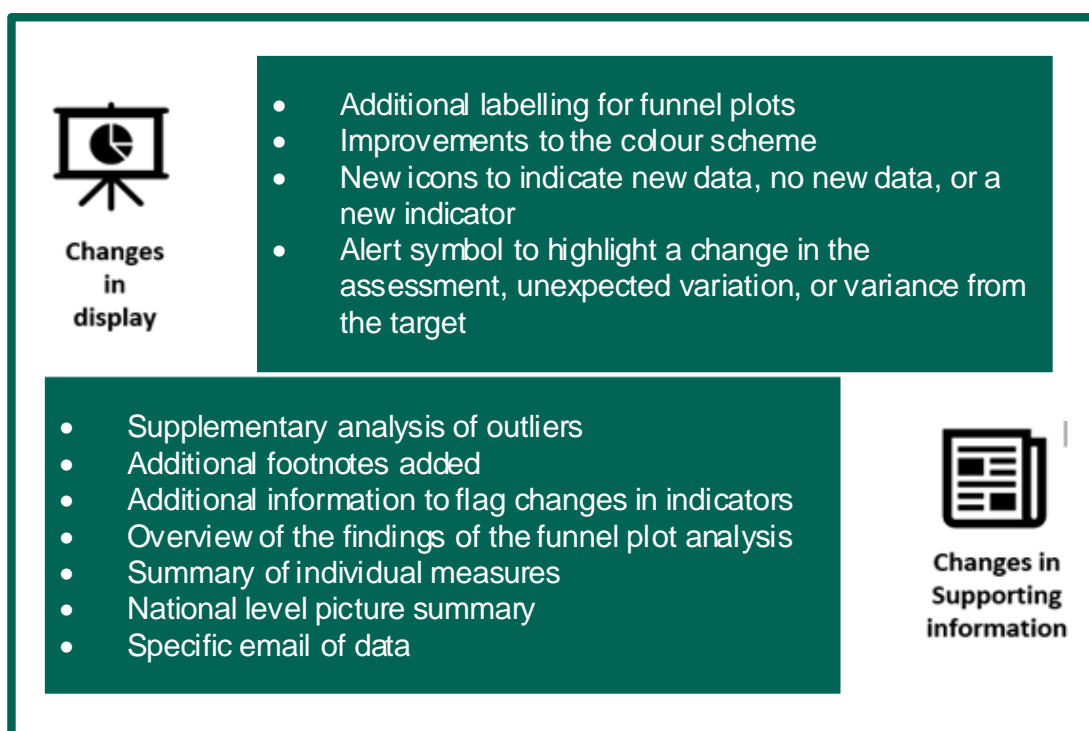 Changes
in
display
• Additional labelling for funnel plots
• Improvements to the colour scheme
• New icons to indicate new data, no new data, or a
new indicator
• Alert symbol to highlight a change in the
assessment, unexpected variation, or variance from
the target
• Supplementary analysis of outliers
• Additional footnotes added
• Additional information to flag changes in indicators
• Overview of the findings of the funnel plot analysis
• Summary of individual measures
• National level picture summary
• Specific email of data
Changes in
Supporting
information